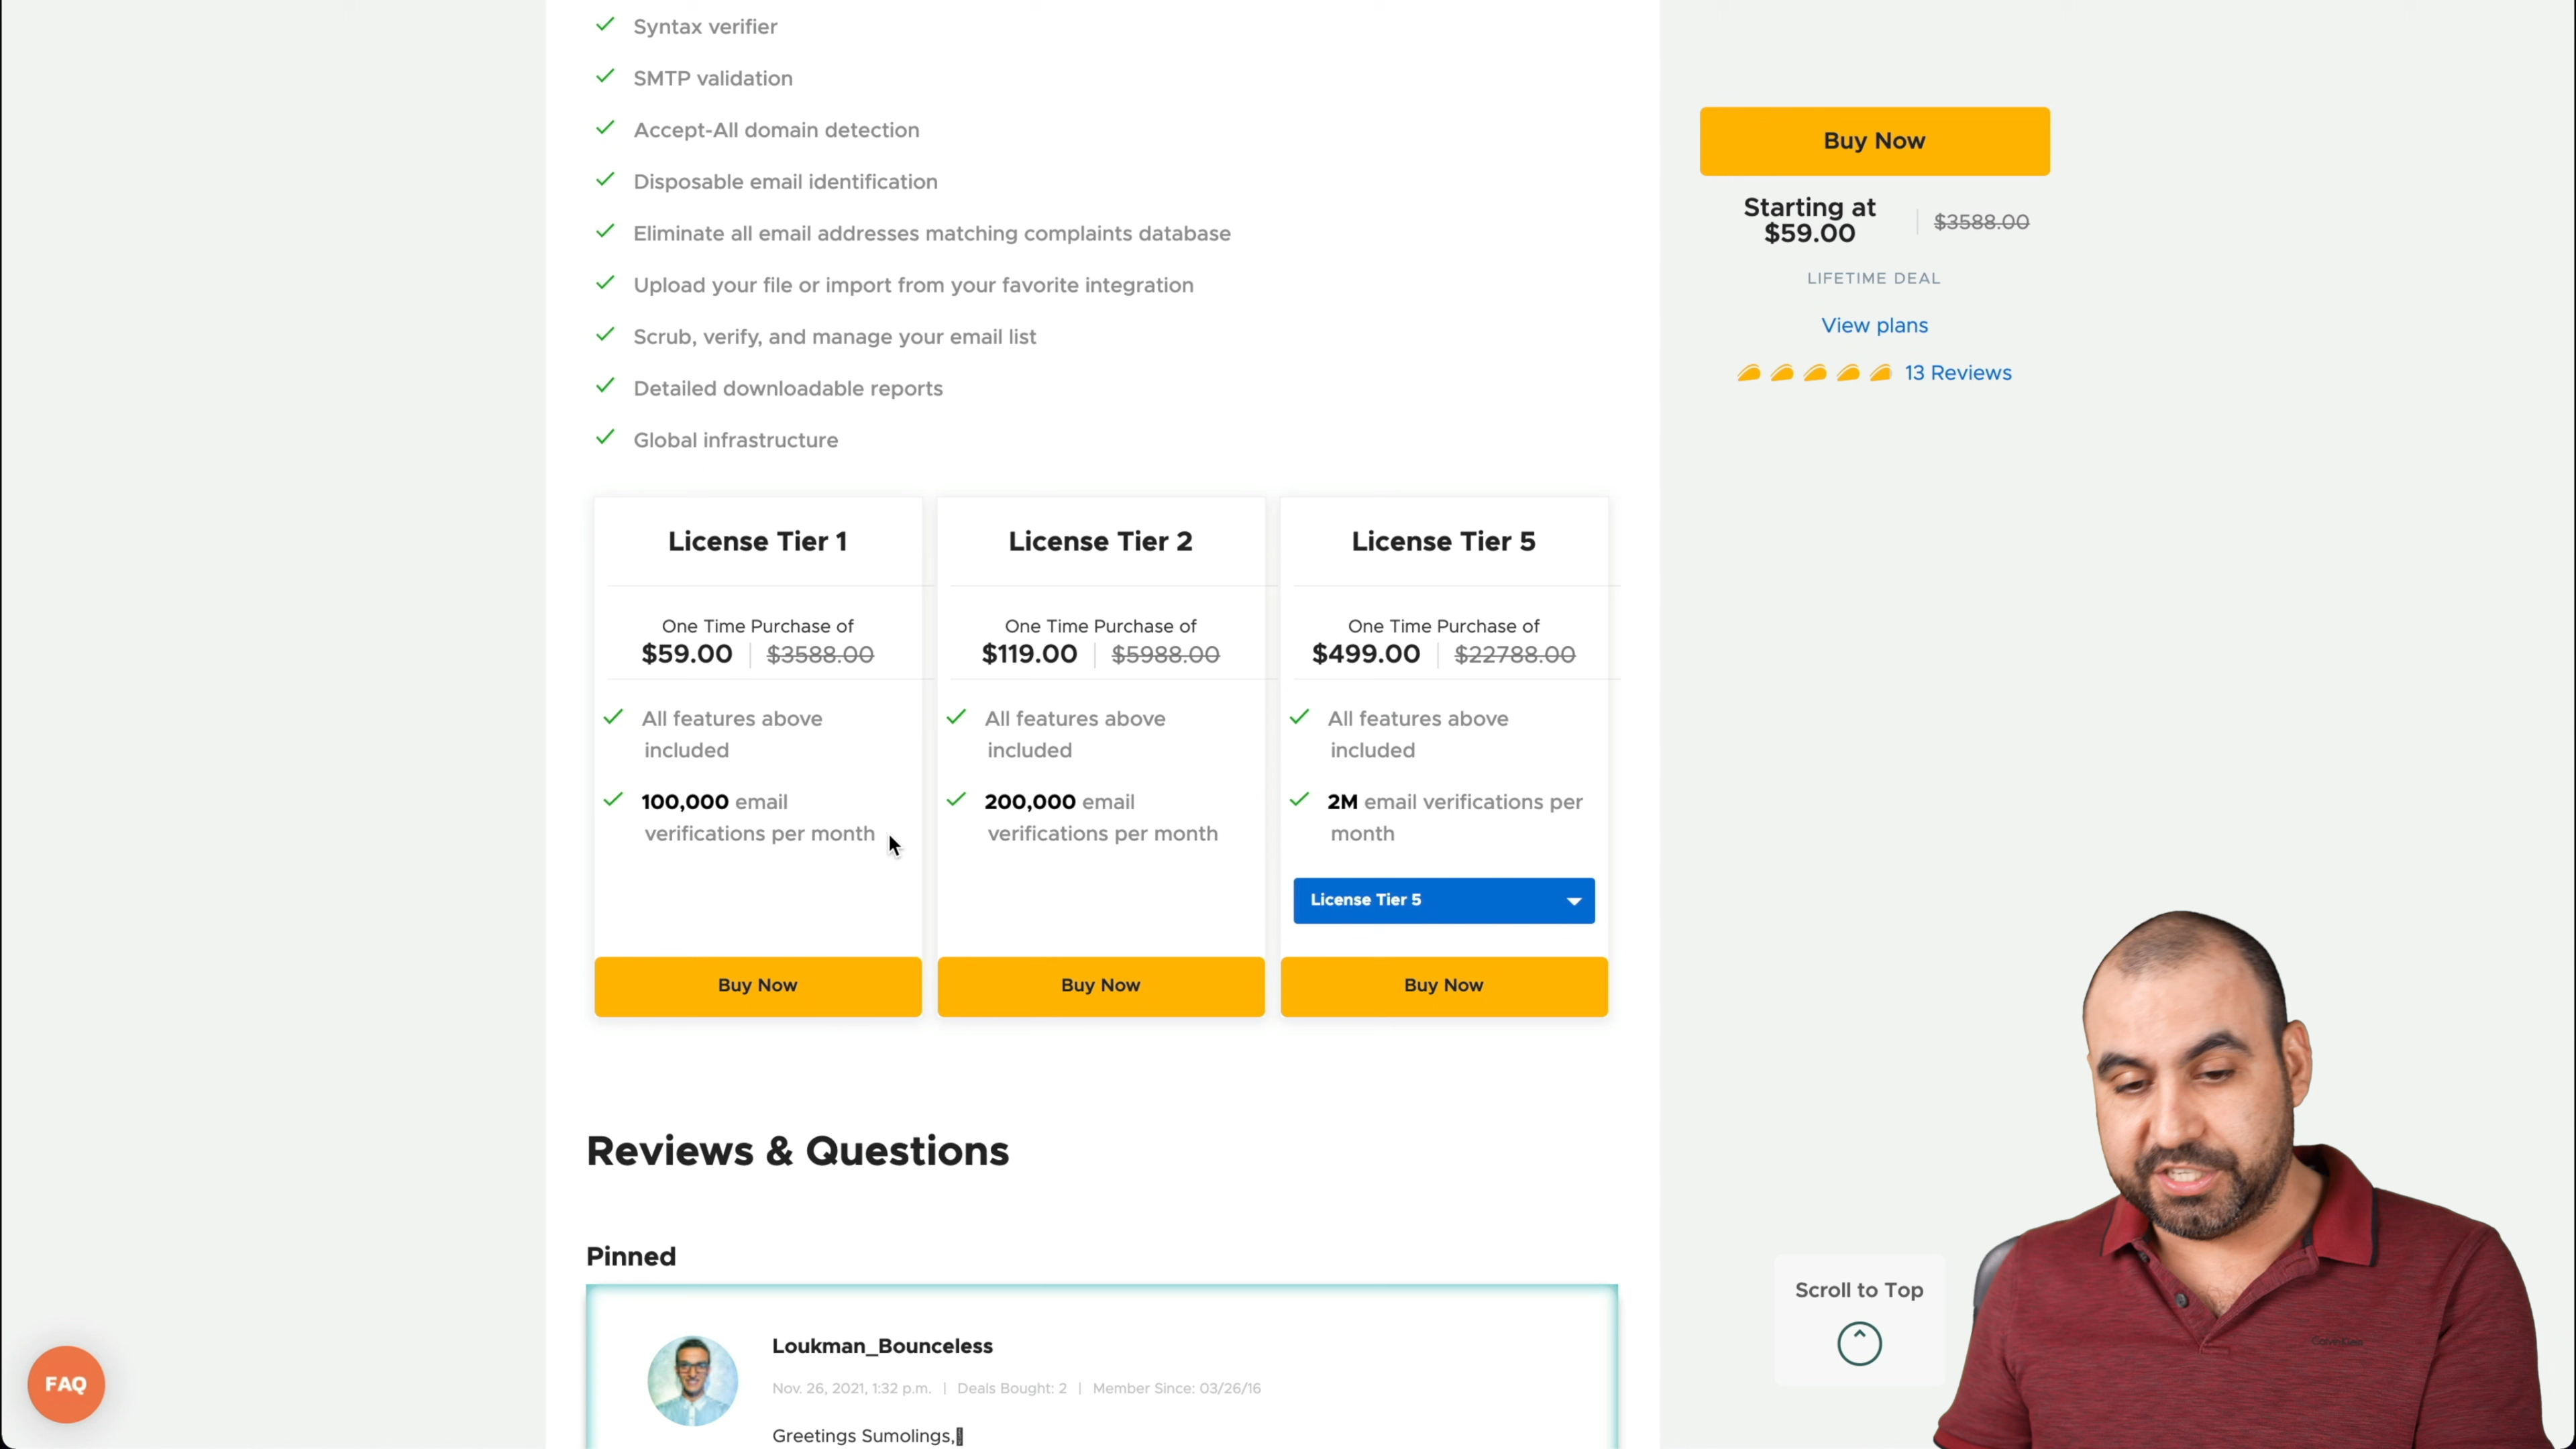 Syntax verifier
SMTP validation
Accept-All domain detection
Disposable email identification
Eliminate all email addresses matching complaints database
Upload your file or import from your favorite integration
Scrub, verify, and manage your email list
Detailed downloadable reports
Global infrastructure
Buy Now
Starting at
$59.00
$3588.00
LIFETIME DEAL
View plans
13 Reviews
License Tier 1
One Time Purchase of
$59.00 $3588.00
All features above
included
100,000 email
verifications per month
Buy Now
License Tier 2
One Time Purchase of
$119.00 $5988.00
All features above
included
200,000 email
verifications per month
Buy Now
License Tier 5
One Time Purchase of
$499.00 $22788.00
All features above
included
2M email verifications per
month
License Tier 5
Buy Now
Reviews & Questions
Pinned
Loukman_Bounceless
Nov. 26, 2021, 1:32 p.m. | Deals Bought: 2 | Member Since: 03/26/16
Greetings Sumolings,
Scroll to Top
FAQ